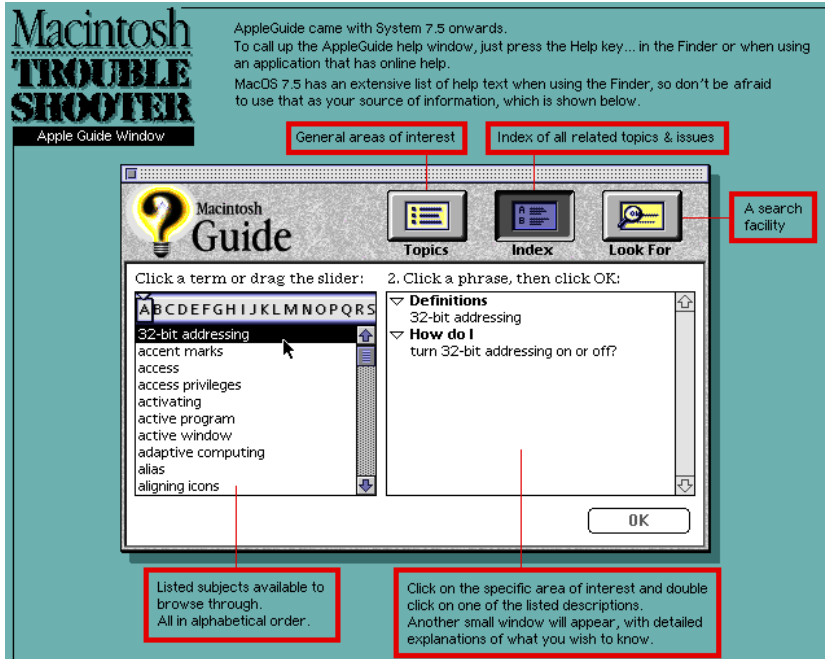 Macintosh
TROUBLE
SHOOTER
Apple Guide Window
AppleGuide came with System 7.5 onwards.
To call up the AppleGuide help window, just press the Help key... in the Finder or when using
an application that has online help.
MacOS 7.5 has an extensive list of help text when using the Finder, so don't be afraid
to use that as your source of information, which is shown below.
General areas of interest
Index of all related topics & issues
A search
facility
Macintosh
Guide
Topics
A
B
Index
Look For
Click a term or drag the slider:
ABCDEFGHIJKLMNOPQRS
32-bit addressing
accent marks
access
access privileges
activating
active program
active window
adaptive computing
alias
aligning icons
2. Click a phrase, then click OK:
Definitions
32-bit addressing
How do I
turn 32-bit addressing on or off?
OK
Listed subjects available to
browse through.
All in alphabetical order.
Click on the specific area of interest and double
click on one of the listed descriptions.
Another small window will appear, with detailed
explanations of what you wish to know.